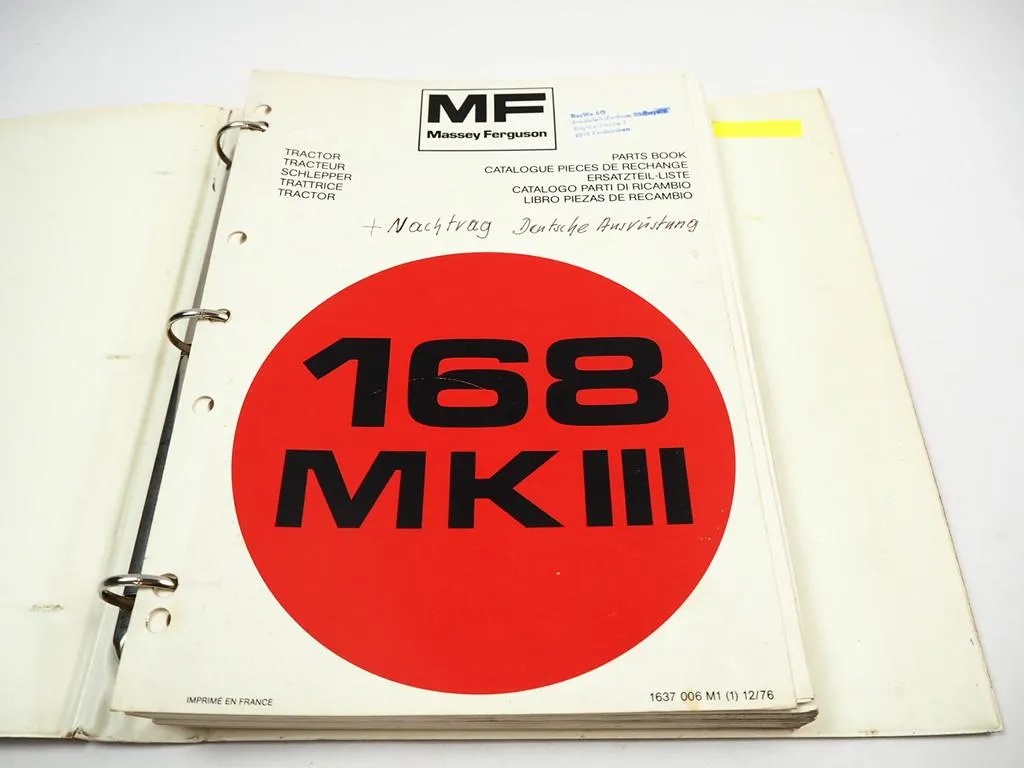 MF
Massey Ferguson
BayWa AG
TRACTOR
TRACTEUR
SCHLEPPER
TRATTRICE
TRACTOR
PARTS BOOK
CATALOGUE PIECES DE RECHANGE
ERSATZTEIL-LISTE
CATALOGO PARTI DI RICAMBIO
LIBRO PIEZAS DE RECAMBIO
+ Nachtrag Deutsche Ausrüstung
168
MK III
IMPRIMÉ EN FRANCE
1637 006 M1 (1) 12/76